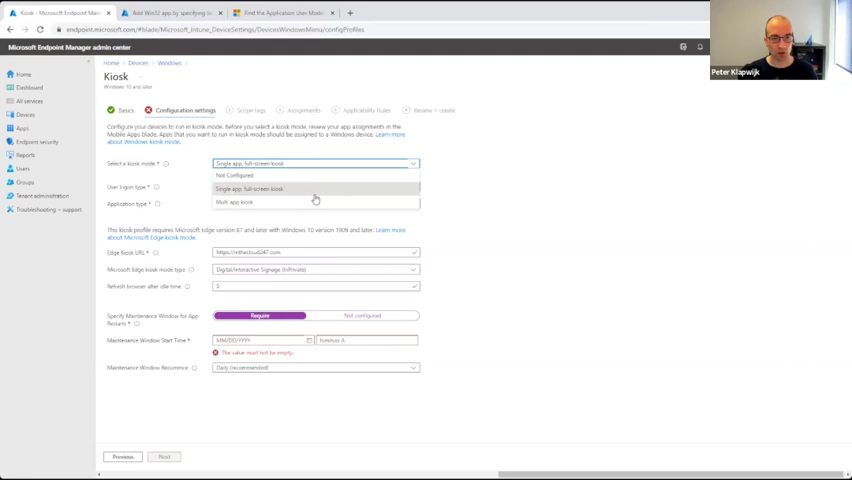 Kiosk - Microsoft Endpoint Man
Add Win32 app by specifying
Find the Application User Model
endpoint.microsoft.com/#blade/Microsoft_Intune_DeviceSettings/DevicesWindowsMenu/configProfiles
Microsoft Endpoint Manager admin center
Peter Klapwijk
Home
Dashboard
All services
Devices
Apps
Endpoint security
Reports
Users
Groups
Tenant administration
Troubleshooting + support
Home > Devices > Windows >
Kiosk ...
Windows 10 and later
Basics
Configuration settings
Scope tags
Assignments
Applicability Rules
Review + create
Configure your devices to run in kiosk mode. Before you select a kiosk mode, review your app assignments in the
Mobile Apps blade. Apps that you want to run in kiosk mode should be assigned to a Windows device. Learn more
about Windows kiosk mode.
Select a kiosk mode *
Single app, full-screen kiosk
Not Configured
Single app, full-screen kiosk
Multi app kiosk
User logon type *
Application type *
This kiosk profile requires Microsoft Edge version 87 and later with Windows 10 version 1909 and later. Learn more
about Microsoft Edge kiosk mode.
Edge Kiosk URL *
https://inthecloud247.com
Microsoft Edge kiosk mode type
Digital/Interactive Signage (InPrivate)
Refresh browser after idle time
5
Specify Maintenance Window for App
Restarts *
Require
Not configured
Maintenance Window Start Time *
MM/DD/YYYY
h:mm:ss A
The value must not be empty.
Maintenance Window Recurrence
Daily (recommended)
Previous
Next